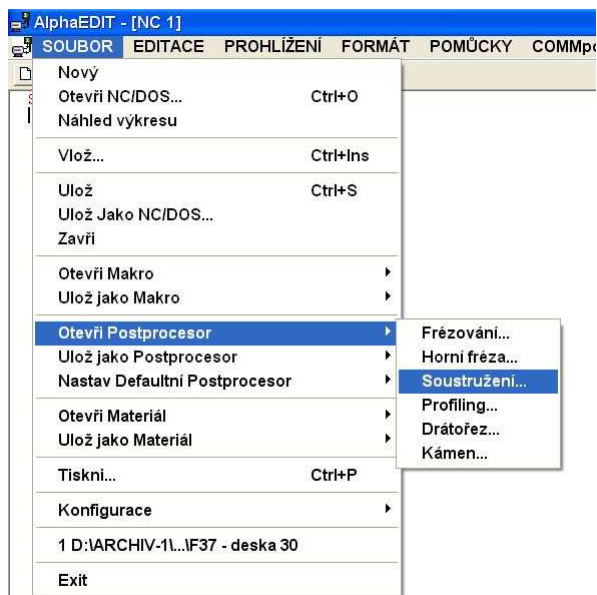 AlphaEDIT - [NC 1]
SOUBOR EDITACE PROHLÍŽENÍ FORMÁT POMŮCKY
Nový
Otevři NC/DOS... Ctrl+O
Náhled výkresu
Vlož... Ctrl+Ins
Ulož Ctrl+S
Ulož Jako NC/DOS...
Zavři
Otevři Makro
Ulož jako Makro
Otevři Postprocesor
Ulož jako Postprocesor
Nastav Defaultní Postprocesor
Otevři Materiál
Ulož jako Materiál
Tiskni... Ctrl+P
Konfigurace
1 D:\ARCHIV-1\...\F37 - deska 30
Exit
Frézování...
Horní fréza...
Soustružení...
Profiling...
Drátořez...
Kámen...